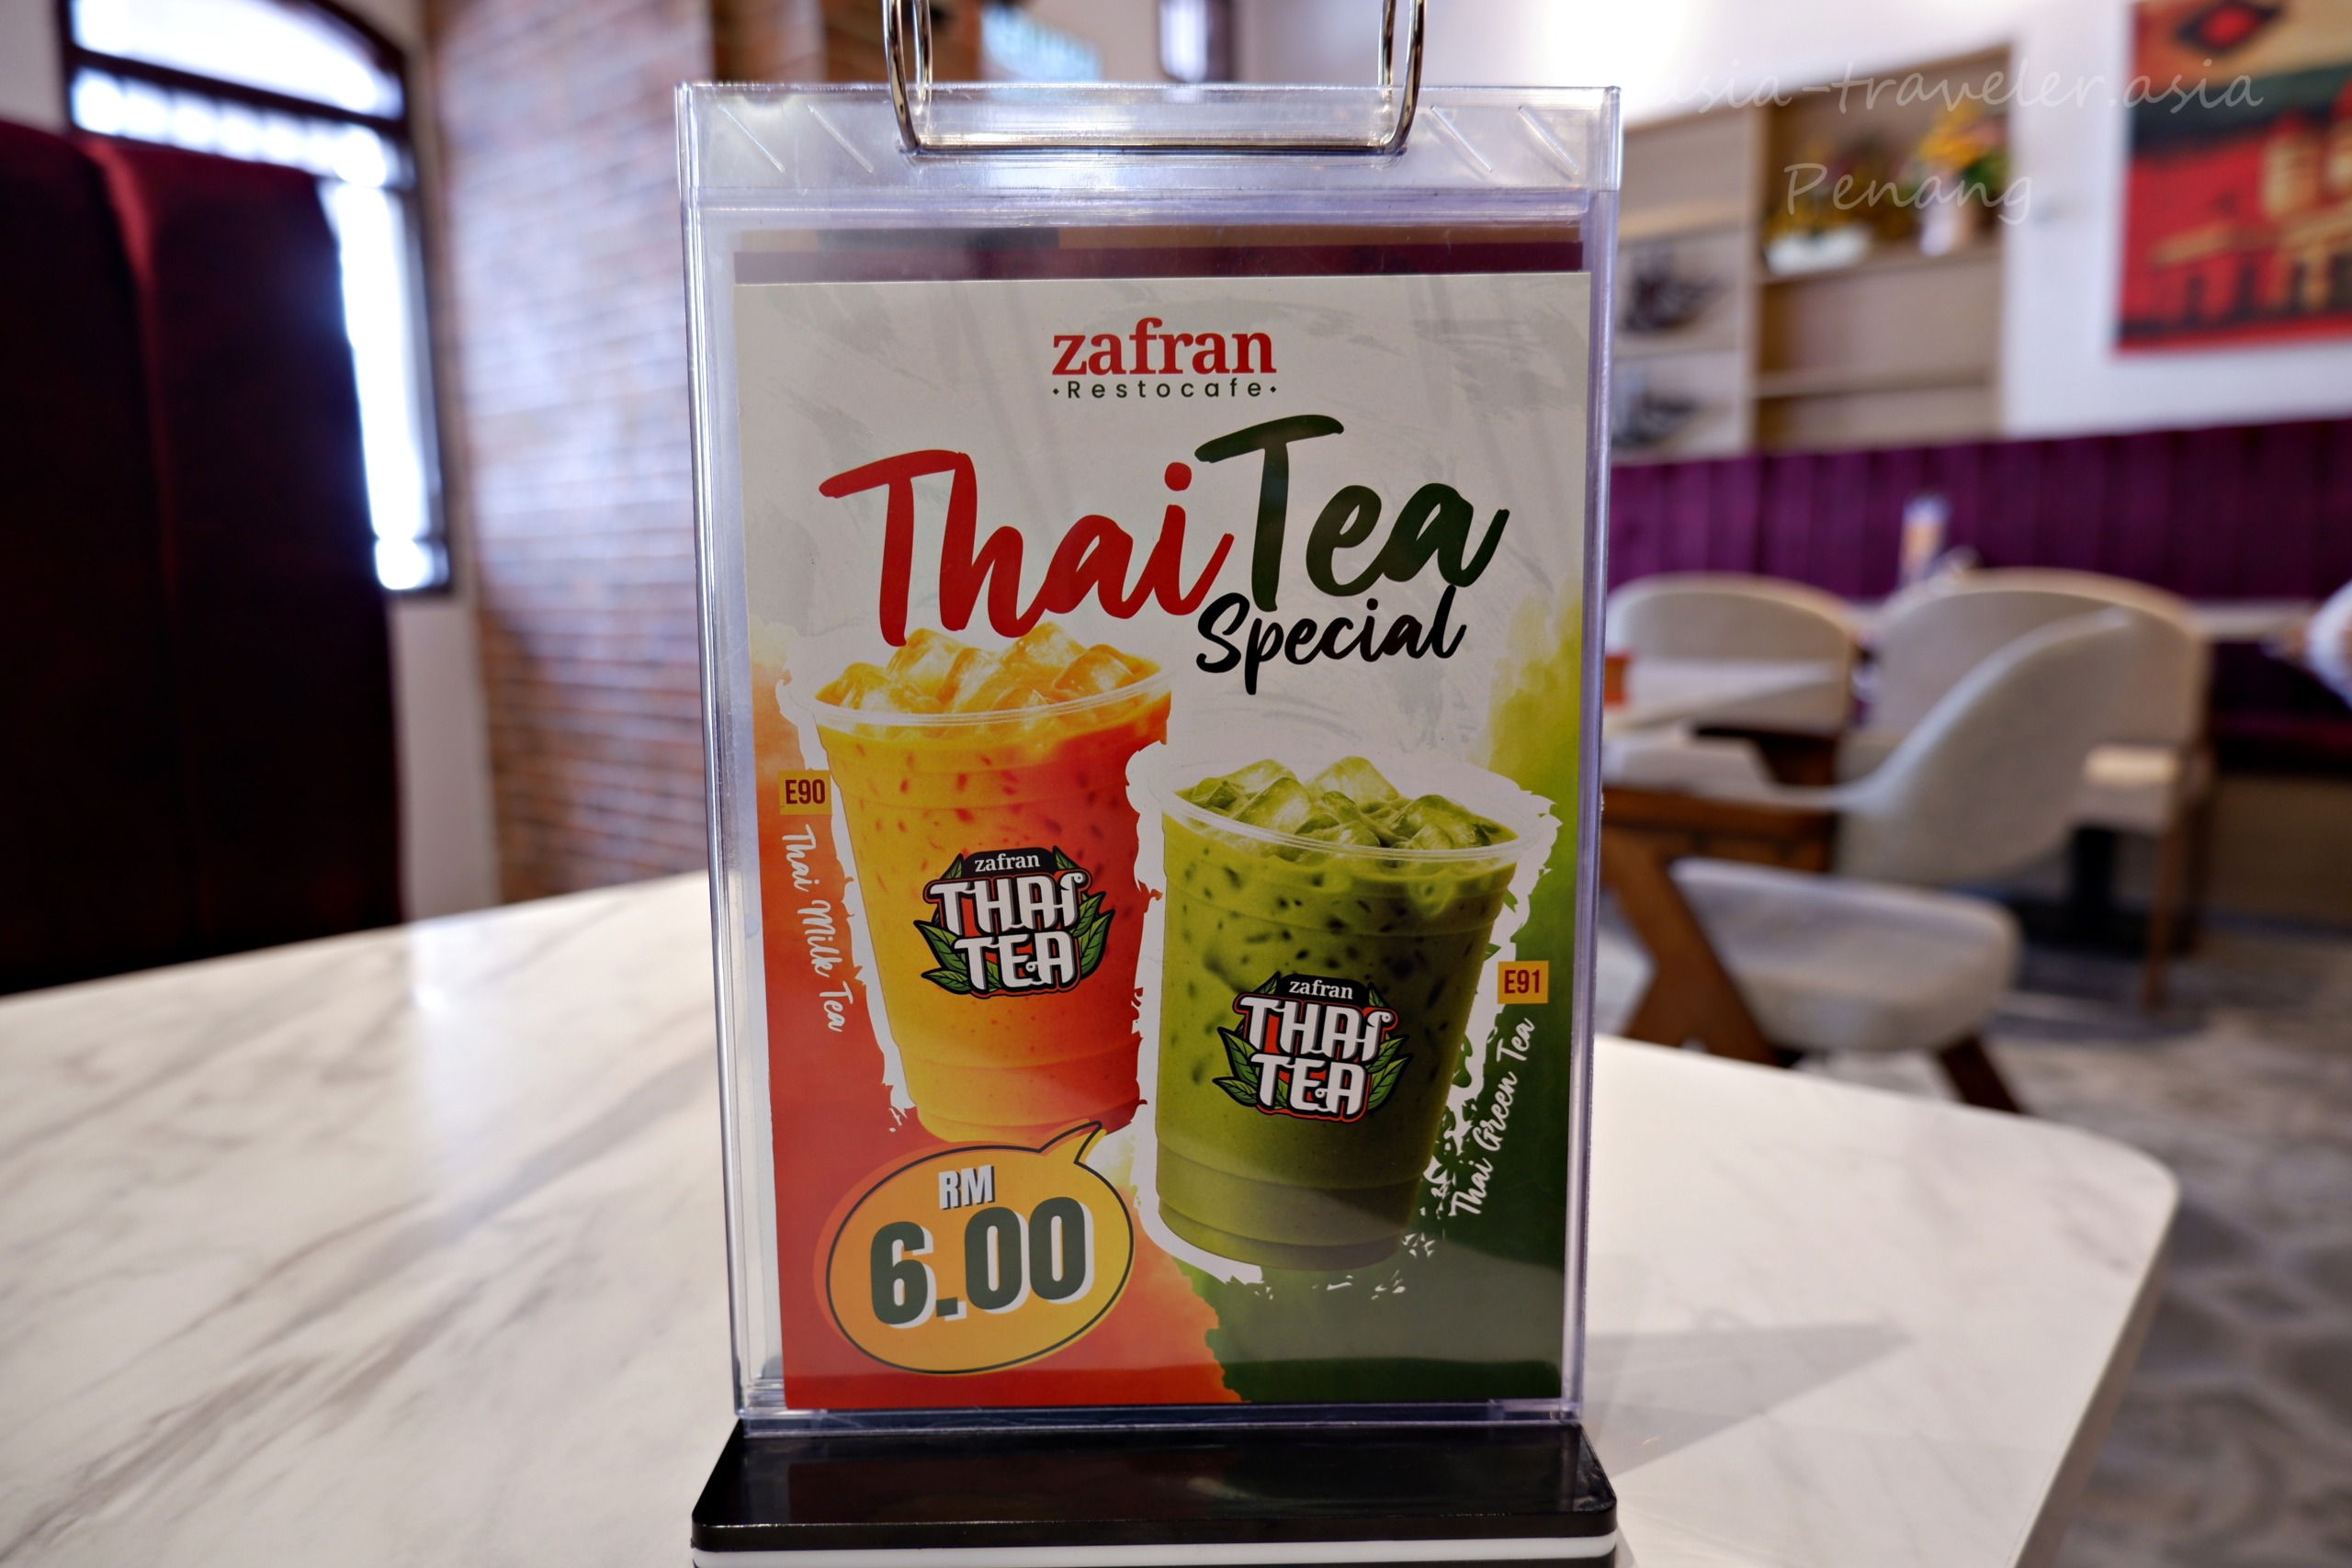 asia-traveler.asia
Penang
zafran
•Restocafe•
Thai Tea
Special
E90
Thai Milk Tea
zafran
THAI
TEA
E91
Thai Green Tea
zafran
THAI
TEA
RM
6.00